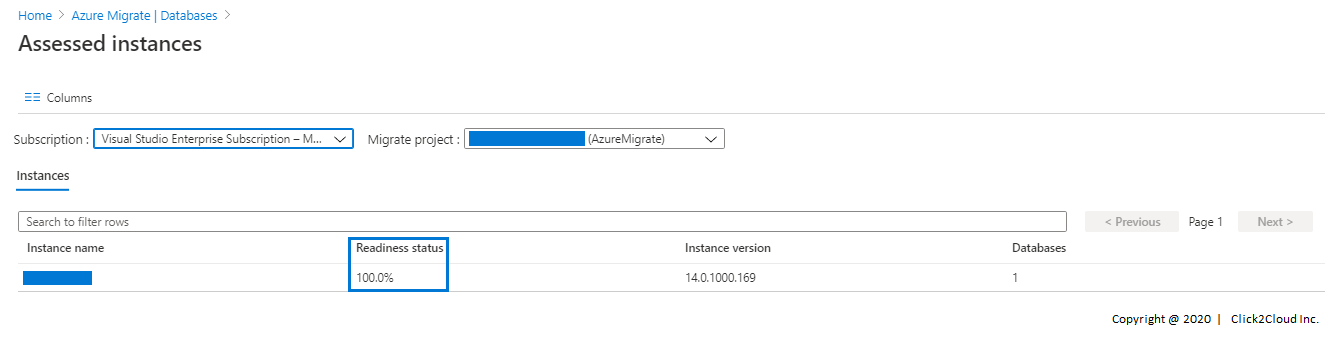 Home > Azure Migrate | Databases >
Assessed instances
Columns
Subscription : Visual Studio Enterprise Subscription – M... Migrate project : (AzureMigrate)
Instances
Search to filter rows < Previous Page 1 Next >
Instance name Readiness status Instance version Databases
100.0% 14.0.1000.169 1
Copyright @ 2020 | Click2Cloud Inc.